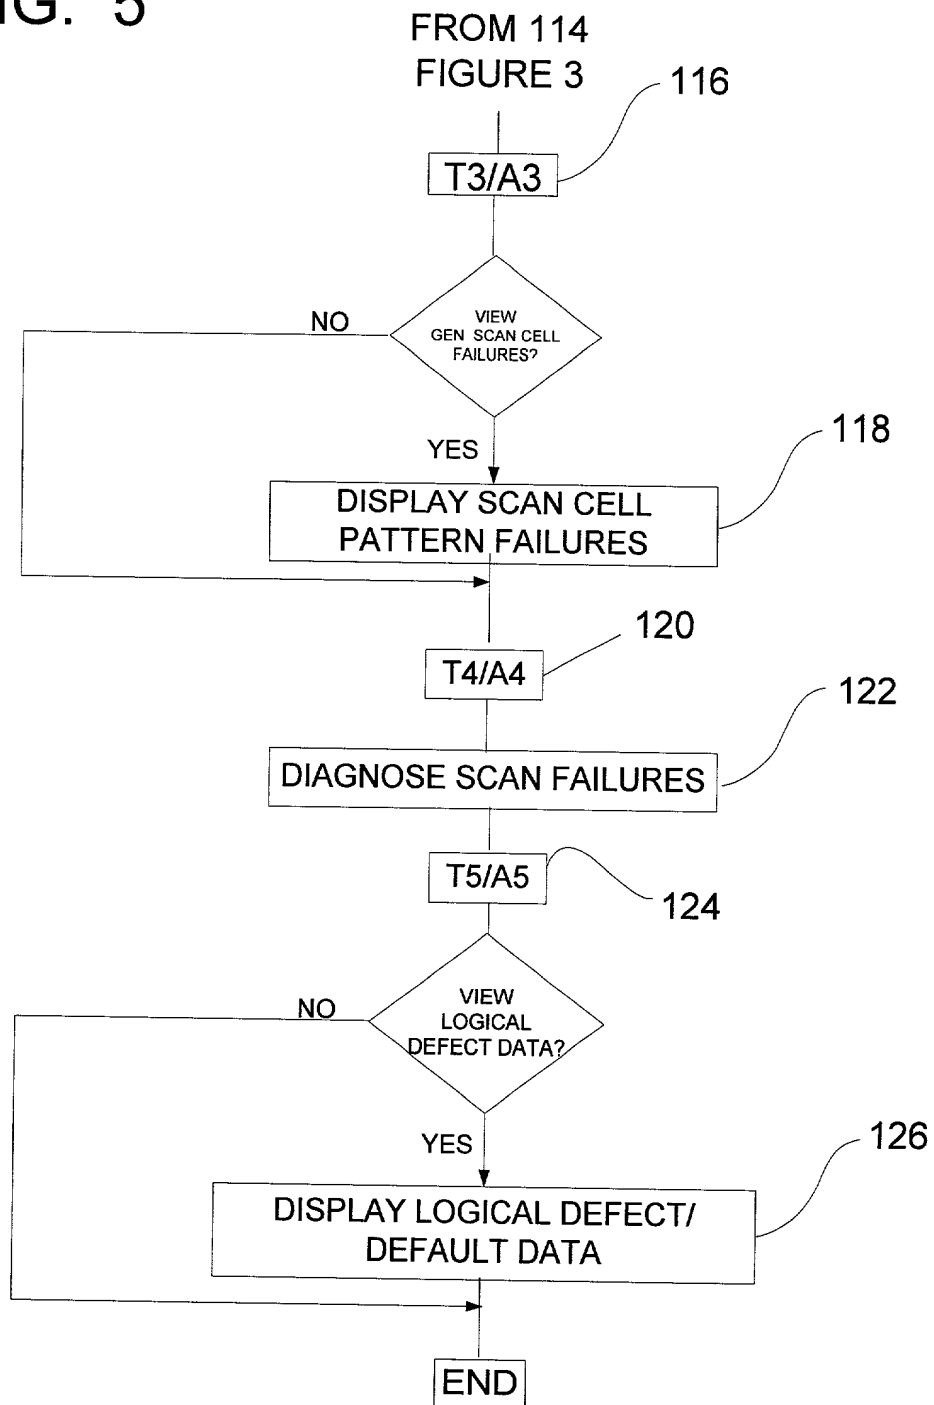 FIG. 5
FROM 114
FIGURE 3
116
T3/A3
VIEW
GEN SCAN CELL
FAILURES?
NO
YES
118
DISPLAY SCAN CELL
PATTERN FAILURES
120
T4/A4
122
DIAGNOSE SCAN FAILURES
T5/A5
124
VIEW
LOGICAL
DEFECT DATA?
NO
YES
126
DISPLAY LOGICAL DEFECT/
DEFAULT DATA
END